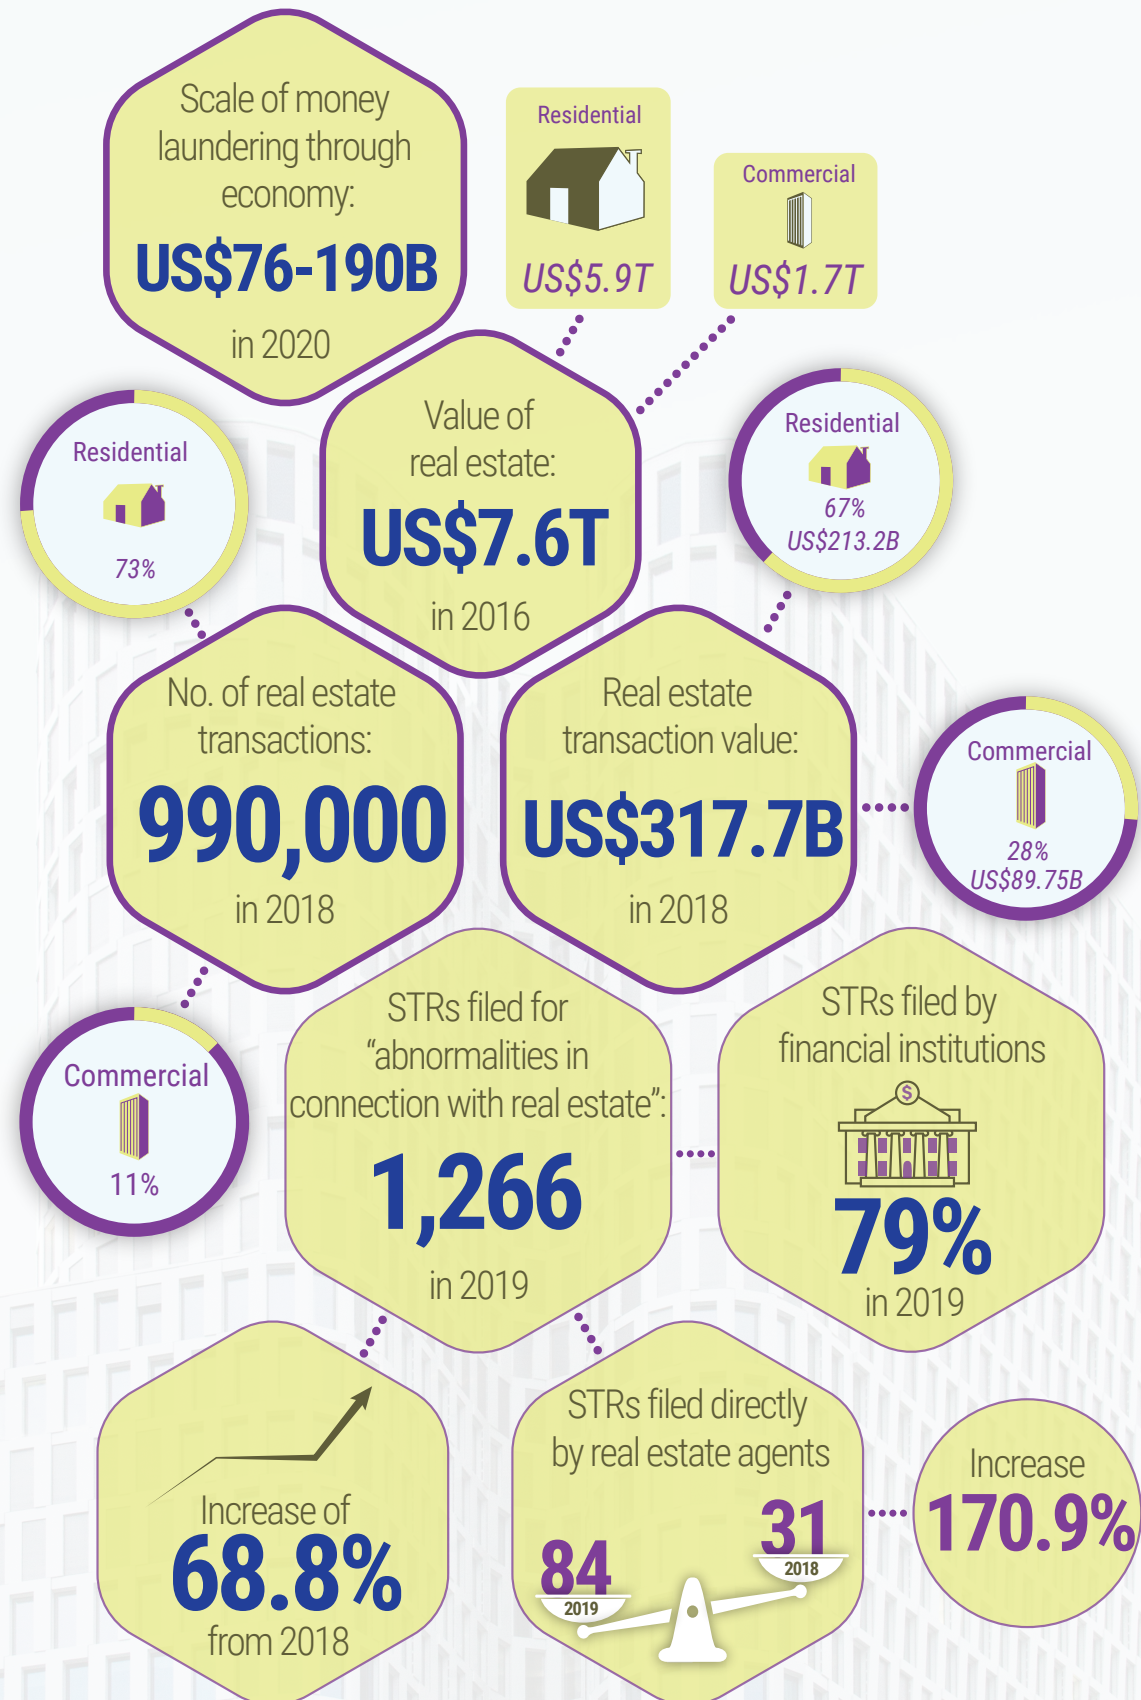 Scale of money
laundering through
economy:
US$76-190B
in 2020
Residential
US$5.9T
Commercial
US$1.7T
Value of
real estate:
US$7.6T
in 2016
Residential
73%
Residential
67%
US$213.2B
No. of real estate
transactions:
990,000
in 2018
Real estate
transaction value:
US$317.7B
in 2018
Commercial
28%
US$89.75B
Commercial
11%
STRs filed for
“abnormalities in
connection with real estate”:
1,266
in 2019
STRs filed by
financial institutions
$
79%
in 2019
Increase of
68.8%
from 2018
STRs filed directly
by real estate agents
84
2019
31
2018
Increase
170.9%